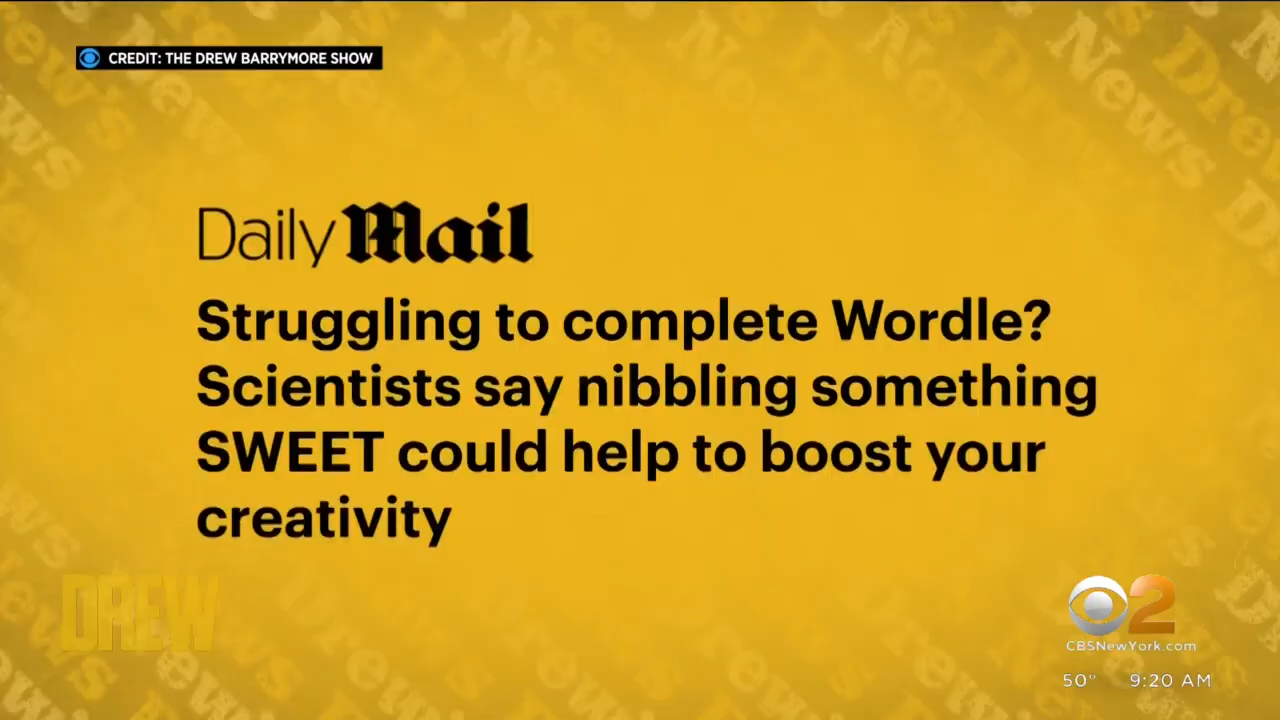 CREDIT: THE DREW BARRYMORE SHOW
Daily Mail
Struggling to complete Wordle?
Scientists say nibbling something
SWEET could help to boost your
creativity
DREW
2
CBSNewYork.com
50° 9:20 AM